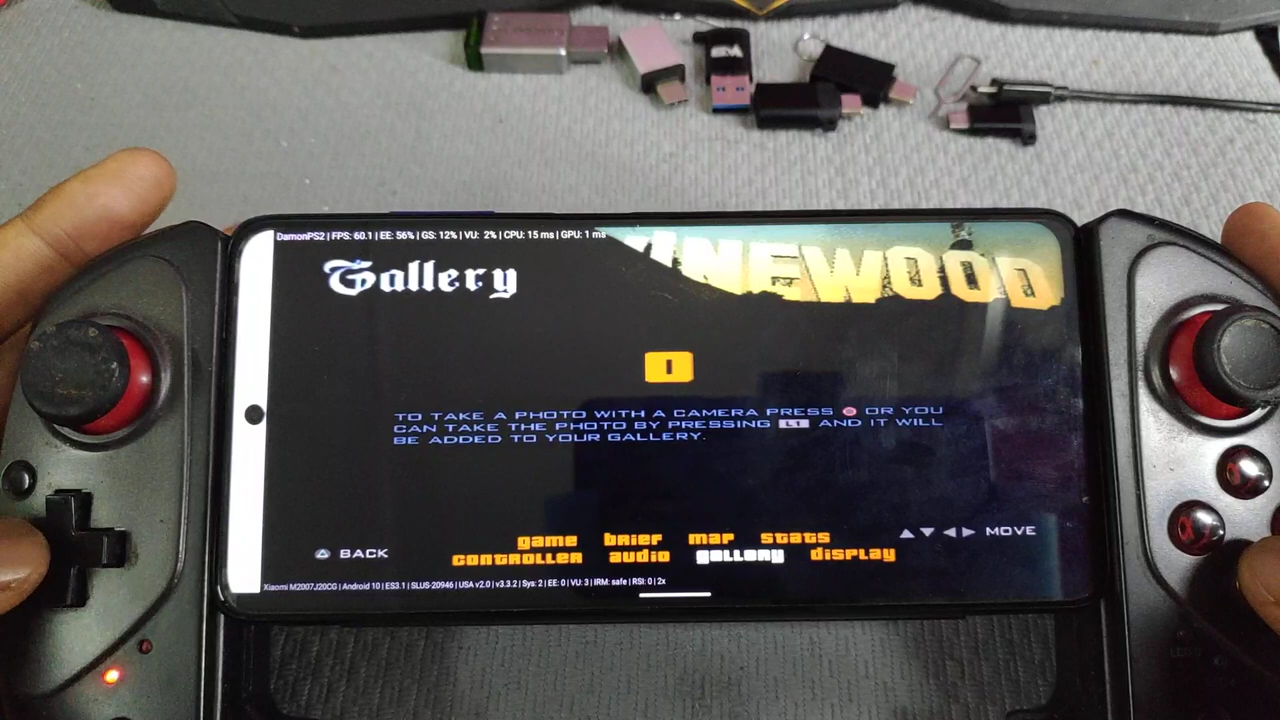 DamonPS2 | FPS: 60.1 | EE: 56% | GS: 12% | VU: 2% | CPU: 15 ms | GPU: 1 ms
INEWOOD
Gallery
1
TO TAKE A PHOTO WITH A CAMERA PRESS OR YOU
CAN TAKE THE PHOTO BY PRESSING L1 AND IT WILL
BE ADDED TO YOUR GALLERY.
MOVE
game brief map stats
BACK
controller audio gallery display
Xiaomi M2007J20CG | Android 10 | ES3.1 | SLUS-20946 | USA v2.0 | v3.3.2 | Sys: 2 | EE: 0 | VU: 3 | IRM: safe | RSI: 0 | 2x